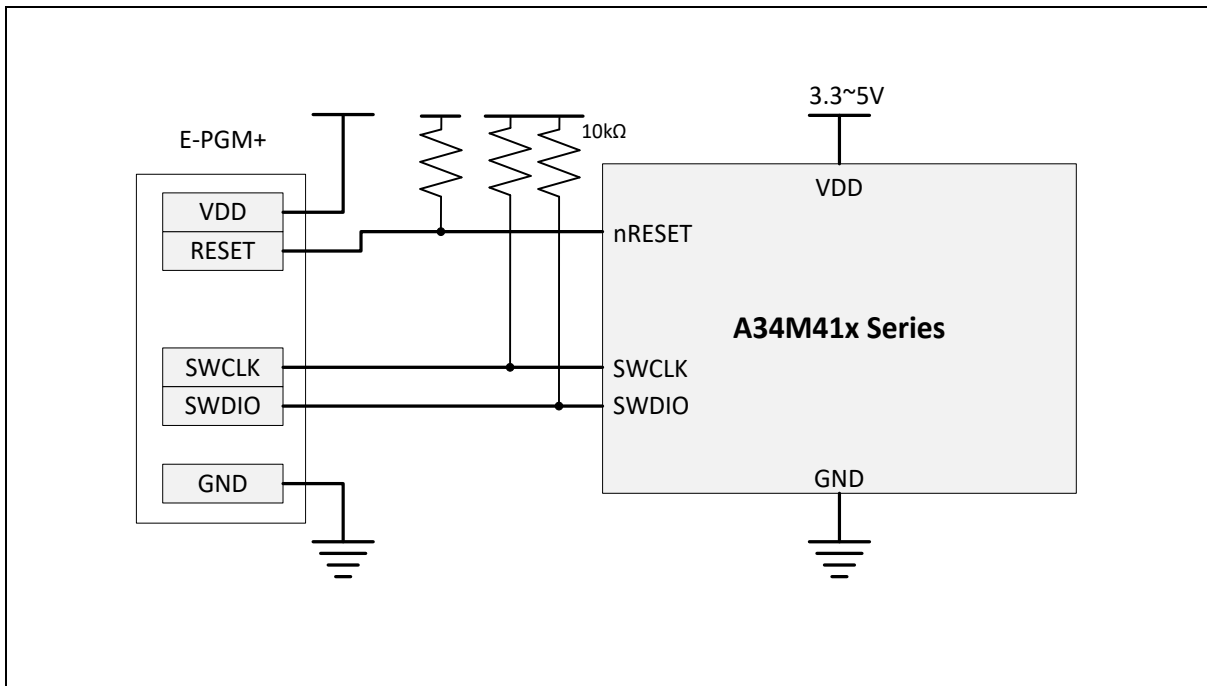 3.3~5V
E-PGM+
10kΩ
VDD
RESET
SWCLK
SWDIO
GND
VDD
nRESET
A34M41x Series
SWCLK
SWDIO
GND